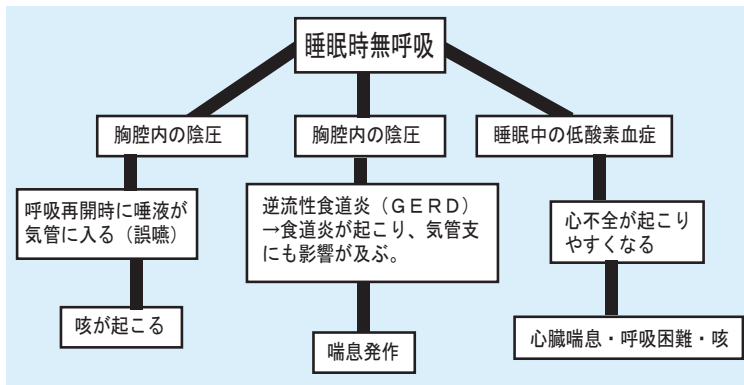 睡眠時無呼吸
胸腔内の陰圧
胸腔内の陰圧
睡眠中の低酸素血症
呼吸再開時に唾液が
気管に入る(誤嚥)
逆流性食道炎(GERD)
→食道炎が起こり、気管支
にも影響が及ぶ。
心不全が起こり
やすくなる
咳が起こる
喘息発作
心臓喘息・呼吸困難・咳